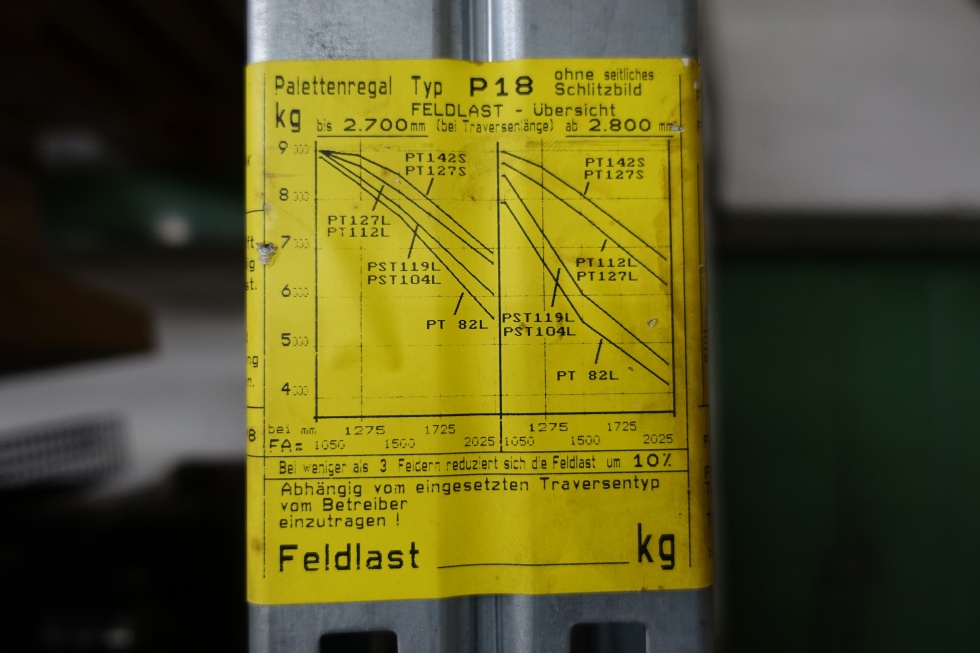 Palettenregal Typ P18 ohne seitliches Schlitzbild
kg FELDLAST - Übersicht
bis 2.700mm (bei Traversenlänge) ab 2.800 mm
9000
8000
7000
6000
5000
4000
PT142S
PT127S
PT127L
PT112L
PST119L
PST104L
PT 82L
PT142S
PT127S
PT112L
PT127L
PST119L
PST104L
PT 82L
bei mm 1275 1725 1275 1725
FA= 1050 1500 2025 1050 1500 2025
Bei weniger als 3 Feldern reduziert sich die Feldlast um 10%
Abhängig vom eingesetzten Traversentyp
vom Betreiber
einzutragen !
Feldlast kg